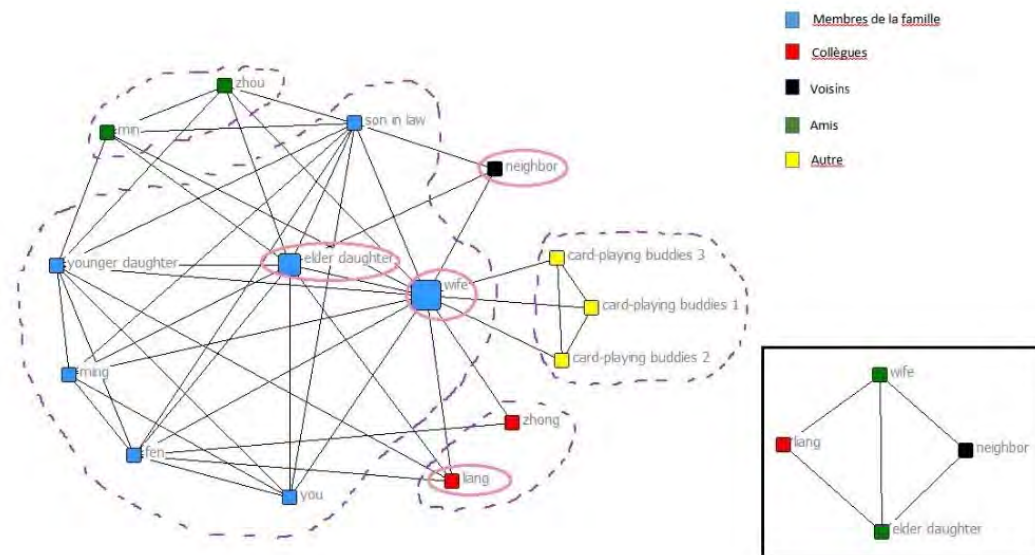 Membres de la famille
Collègues
Voisins
Amis
Autre
zhou
min
son in law
neighbor
younger daughter
elder daughter
wife
card-playing buddies 3
card-playing buddies 1
card-playing buddies 2
ming
zhong
fen
liang
you
wife
liang
neighbor
elder daughter